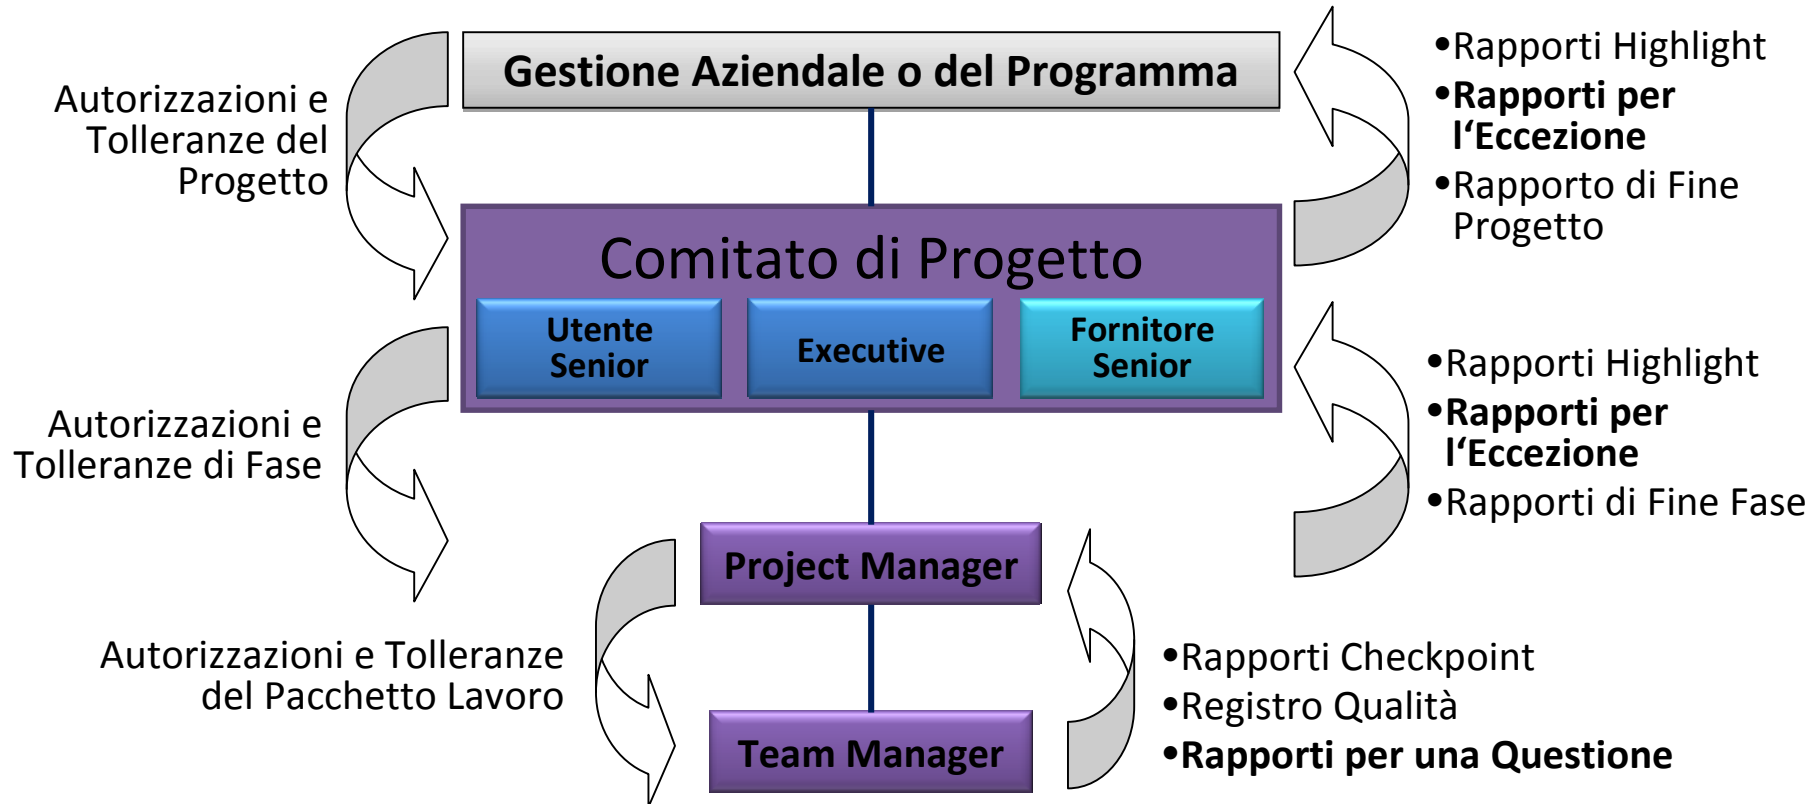 Gestione Aziendale o del Programma
Autorizzazioni e
Tolleranze del
Progetto
•Rapporti Highlight
•Rapporti per
l‘Eccezione
•Rapporto di Fine
Progetto
Comitato di Progetto
Utente
Senior
Executive
Fornitore
Senior
Autorizzazioni e
Tolleranze di Fase
•Rapporti Highlight
•Rapporti per
l‘Eccezione
•Rapporti di Fine Fase
Project Manager
Autorizzazioni e Tolleranze
del Pacchetto Lavoro
•Rapporti Checkpoint
•Registro Qualità
•Rapporti per una Questione
Team Manager